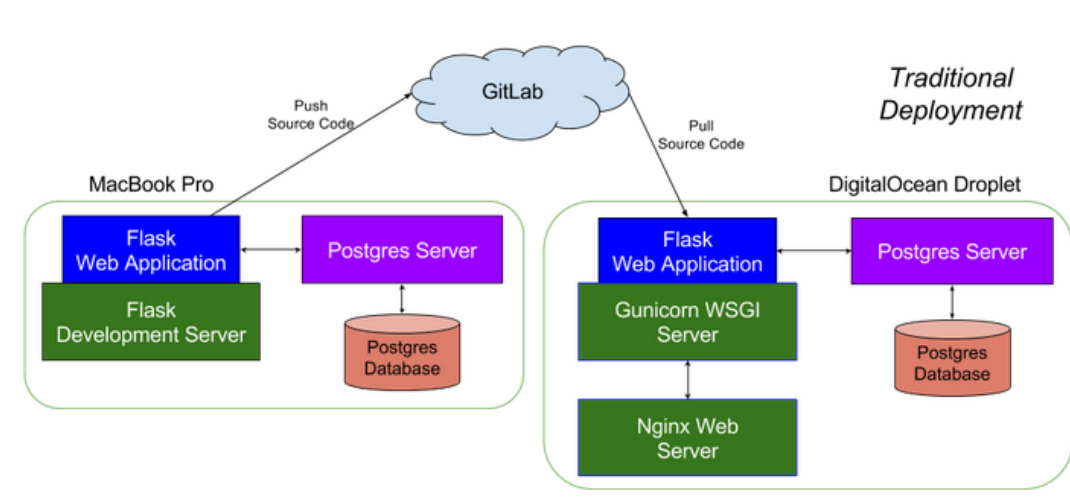 GitLab
Traditional
Deployment
Push
Source Code
Pull
Source Code
MacBook Pro
Flask
Web Application
Postgres Server
Flask
Development Server
Postgres
Database
DigitalOcean Droplet
Flask
Web Application
Postgres Server
Gunicorn WSGI
Server
Postgres
Database
Nginx Web
Server